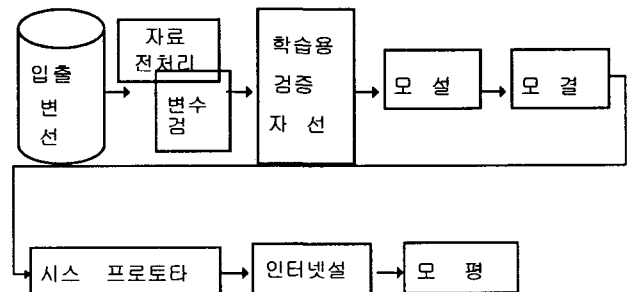 입출
변
선
자료
전처리
변수
검
학습용
검증
자 선
모 설
모 결
시스 프로토타
인터넷설
모 평